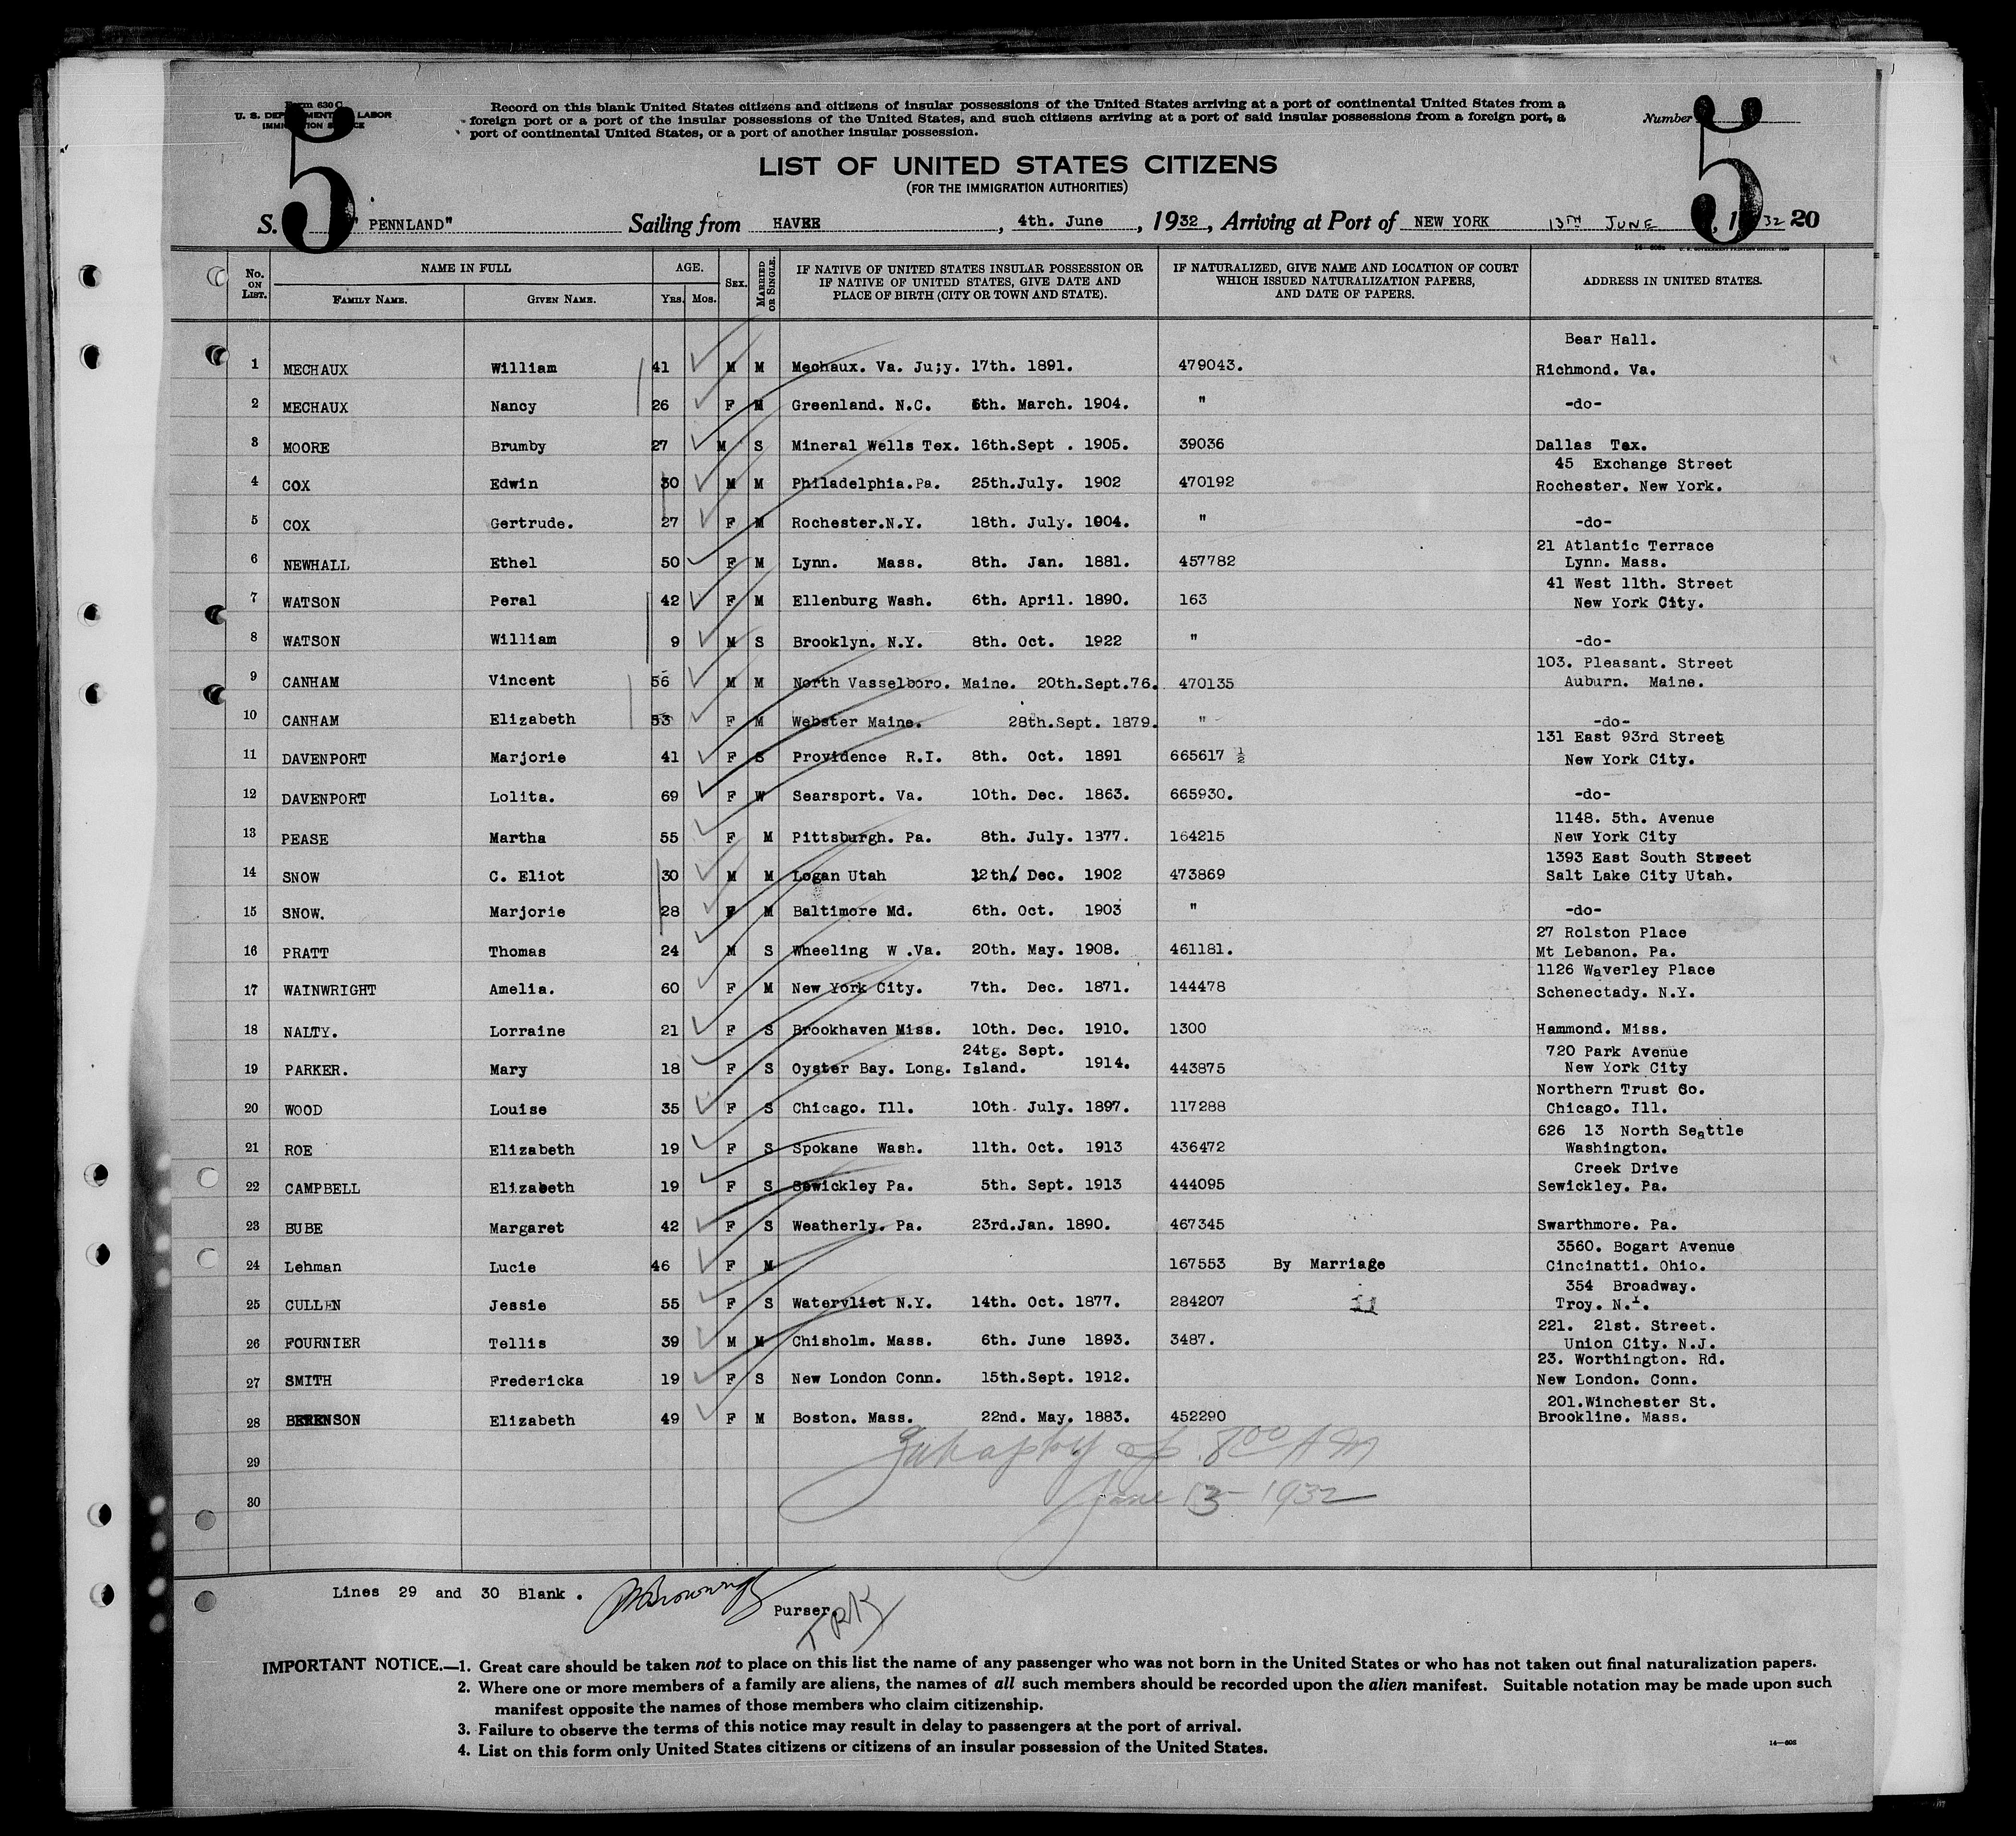 Form 630 C
U. S. DEPARTMENT LABOR
IMMIGRATION SERVICE
5
Record on this blank United States citizens and citizens of insular possessions of the United States arriving at a port of continental United States from a
foreign port or a port of the insular possessions of the United States, and such citizens arriving at a port of said insular possessions from a foreign port, a
port of continental United States, or a port of another insular possession.
Number
5
LIST OF UNITED STATES CITIZENS
(FOR THE IMMIGRATION AUTHORITIES)
S. " PENNLAND" Sailing from HAVRE, 4th. June, 1932, Arriving at Port of NEW YORK 13TH JUNE, 1932 20
No. ON LIST. NAME IN FULL AGE. SEX. MARRIED OR SINGLE. IF NATIVE OF UNITED STATES INSULAR POSSESSION OR IF NATIVE OF UNITED STATES, GIVE DATE AND PLACE OF BIRTH (CITY OR TOWN AND STATE). IF NATURALIZED, GIVE NAME AND LOCATION OF COURT WHICH ISSUED NATURALIZATION PAPERS, AND DATE OF PAPERS. ADDRESS IN UNITED STATES.
FAMILY NAME. GIVEN NAME. Yrs. Mos.
Bear Hall.
1 MECHAUX William 41 M M Mechaux. Va. Ju;y. 17th. 1891. 479043. Richmond. Va.
2 MECHAUX Nancy 26 F M Greenland. N.C. 6th. March. 1904. " -do-
3 MOORE Brumby 27 M S Mineral Wells Tex. 16th.Sept . 1905. 39036 Dallas Tex.
45 Exchange Street
4 COX Edwin 30 M M Philadelphia.Pa. 25th.July. 1902 470192 Rochester. New York.
5 COX Gertrude. 27 F M Rochester.N.Y. 18th. July. 1904. " -do-
21 Atlantic Terrace
6 NEWHALL Ethel 50 F M Lynn. Mass. 8th. Jan. 1881. 457782 Lynn. Mass.
41 West 11th. Street
7 WATSON Peral 42 F M Ellenburg Wash. 6th. April. 1890. 163 New York City.
8 WATSON William 9 M S Brooklyn. N.Y. 8th. Oct. 1922 " -do-
103. Pleasant. Street
9 CANHAM Vincent 56 M M North Vasselboro. Maine. 20th.Sept.76. 470135 Auburn. Maine.
10 CANHAM Elizabeth 53 F M Webster Maine. 28th.Sept. 1879. " -do-
131 East 93rd Street
11 DAVENPORT Marjorie 41 F S Providence R.I. 8th. Oct. 1891 665617 ½ New York City.
12 DAVENPORT Lolita. 69 F W Searsport. Va. 10th. Dec. 1863. 665930. -do-
1148. 5th. Avenue
13 PEASE Martha 55 F M Pittsburgh. Pa. 8th. July. 1877. 164215 New York City
1393 East South Street
14 SNOW C. Eliot 30 M M Logan Utah 12th. Dec. 1902 473869 Salt Lake City Utah.
15 SNOW. Marjorie 28 F M Baltimore Md. 6th. Oct. 1903 " -do-
27 Rolston Place
16 PRATT Thomas 24 M S Wheeling W .Va. 20th. May. 1908. 461181. Mt Lebanon. Pa.
1126 Waverley Place
17 WAINWRIGHT Amelia. 60 F M New York City. 7th. Dec. 1871. 144478 Schenectady. N.Y.
18 NALTY. Lorraine 21 F S Brookhaven Miss. 10th. Dec. 1910. 1300 Hammond. Miss.
24tg. Sept. 720 Park Avenue
19 PARKER. Mary 18 F S Oyster Bay. Long. Island. 1914. 443875 New York City
Northern Trust Co.
20 WOOD Louise 35 F S Chicago. Ill. 10th. July. 1897. 117288 Chicago. Ill.
626 13 North Seattle
21 ROE Elizabeth 19 F S Spokane Wash. 11th. Oct. 1913 436472 Washington.
Creek Drive
22 CAMPBELL Elizabeth 19 F S Sewickley Pa. 5th. Sept. 1913 444095 Sewickley. Pa.
23 BUBE Margaret 42 F S Weatherly. Pa. 23rd.Jan. 1890. 467345 Swarthmore. Pa.
3560. Bogart Avenue
24 Lehman Lucie 46 F M 167553 By Marriage Cincinatti. Ohio.
354 Broadway.
25 CULLEN Jessie 55 F S Watervliet N.Y. 14th. Oct. 1877. 284207 Troy. N.Y.
221. 21st. Street.
26 FOURNIER Tellis 39 M M Chisholm. Mass. 6th. June 1893. 3487. Union City. N.J.
23. Worthington. Rd.
27 SMITH Fredericka 19 F S New London Conn. 15th.Sept. 1912. New London. Conn.
201.Winchester St.
28 BERENSON Elizabeth 49 F M Boston. Mass. 22nd. May. 1883. 452290 Brookline. Mass.
29 8 00 AM
30 June 13 - 1932
Lines 29 and 30 Blank . Purser.
TRK
IMPORTANT NOTICE.—1. Great care should be taken not to place on this list the name of any passenger who was not born in the United States or who has not taken out final naturalization papers.
2. Where one or more members of a family are aliens, the names of all such members should be recorded upon the alien manifest. Suitable notation may be made upon such
manifest opposite the names of those members who claim citizenship.
3. Failure to observe the terms of this notice may result in delay to passengers at the port of arrival.
4. List on this form only United States citizens or citizens of an insular possession of the United States.